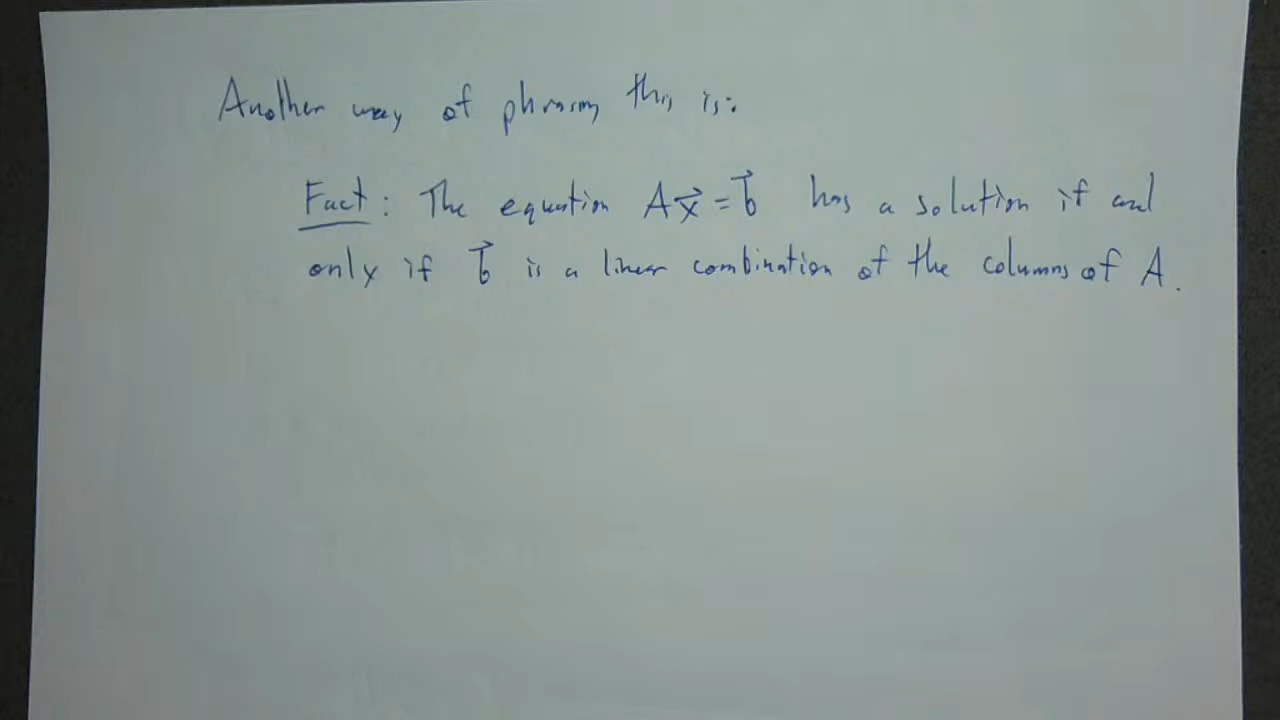 Another way of phrasing this is:
Fact: The equation Ax⃗ = b⃗ has a solution if and
only if b⃗ is a linear combination of the columns of A.